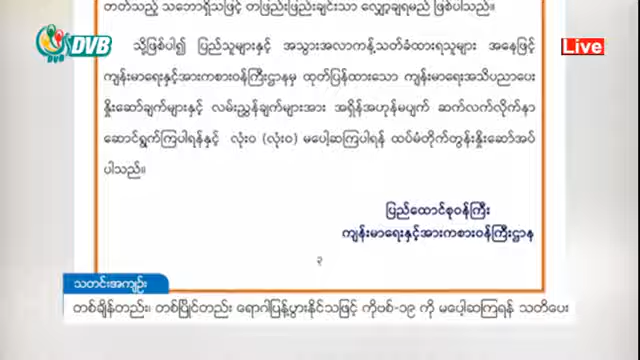 တတ်သည့် သဘောရှိသဖြင့် တဖြည်းဖြည်းချင်းသာ လျှော့ချရမည် ဖြစ်ပါသည်။
DVB
DVB
Live
သို့ဖြစ်ပါ၍ ပြည်သူများနှင့် အသွားအလာကန့်သတ်ခံထားရသူများ အနေဖြင့်
ကျန်းမာရေးနှင့်အားကစားဝန်ကြီးဌာနမှ ထုတ်ပြန်ထားသော ကျန်းမာရေးအသိပညာပေး
နှိုးဆော်ချက်များနှင့် လမ်းညွှန်ချက်များအား အရှိန်အဟုန်မပျက် ဆက်လက်လိုက်နာ
ဆောင်ရွက်ကြပါရန်နှင့် လုံးဝ (လုံးဝ) မပေါ့ဆကြပါရန် ထပ်မံတိုက်တွန်းနှိုးဆော်အပ်
ပါသည်။
ပြည်ထောင်စုဝန်ကြီး
ကျန်းမာရေးနှင့်အားကစားဝန်ကြီးဌာန
၃
သတင်းအကျဉ်း
တစ်ချိန်တည်း၊ တစ်ပြိုင်တည်း ရောဂါပြန့်ပွားနိုင်သဖြင့် ကိုဗစ်-၁၉ ကို မပေါ့ဆကြရန် သတိပေး